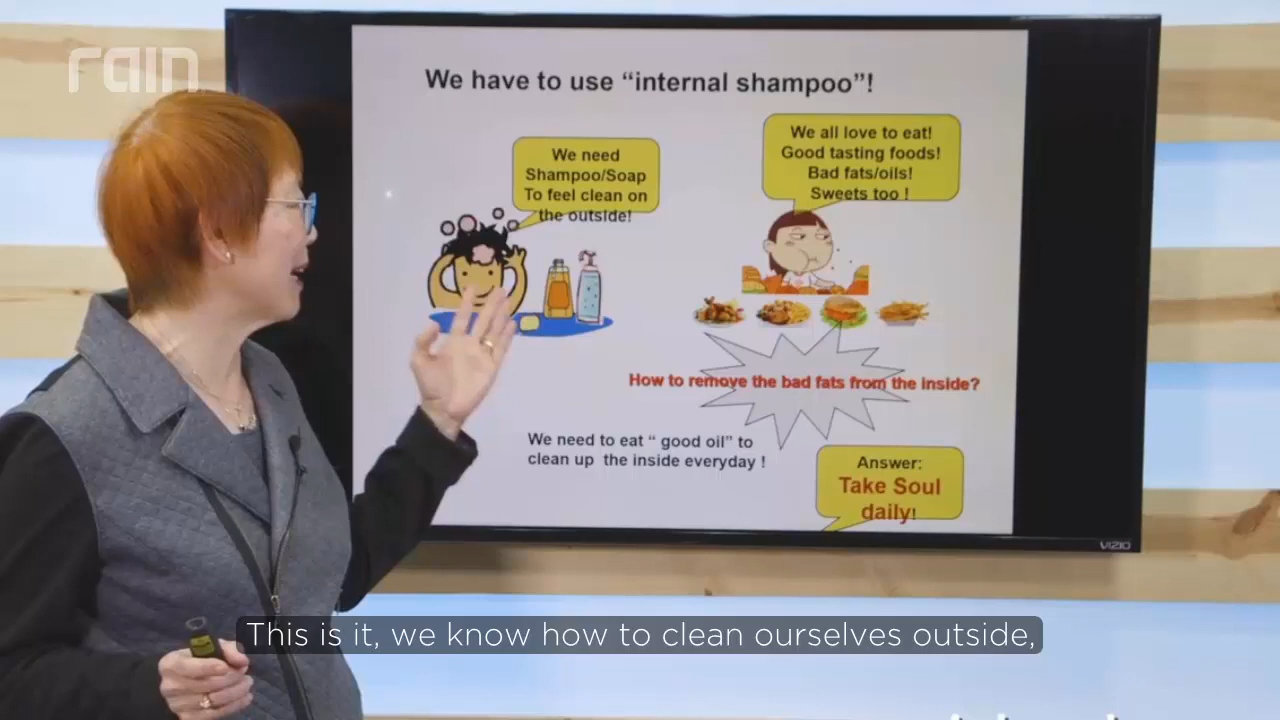 rain
We have to use “internal shampoo”!
We need
Shampoo/Soap
To feel clean on
the outside!
We all love to eat!
Good tasting foods!
Bad fats/oils!
Sweets too !
How to remove the bad fats from the inside?
We need to eat “ good oil” to
clean up the inside everyday !
Answer:
Take Soul
daily!
VIZIO
This is it, we know how to clean ourselves outside,